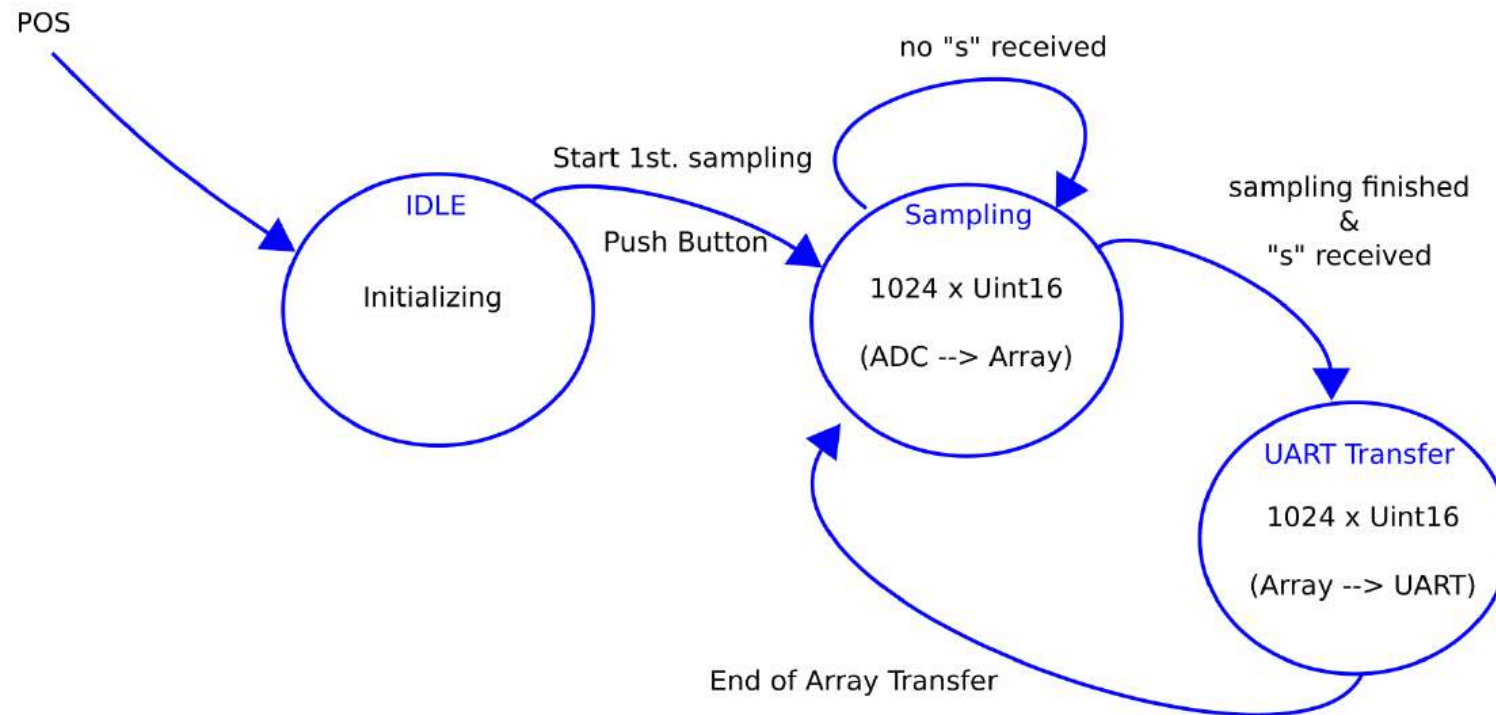 POS
no "s" received
Start 1st. sampling
Push Button
IDLE
Initializing
Sampling
1024 x Uint16
(ADC --> Array)
sampling finished
&
"s" received
UART Transfer
1024 x Uint16
(Array --> UART)
End of Array Transfer